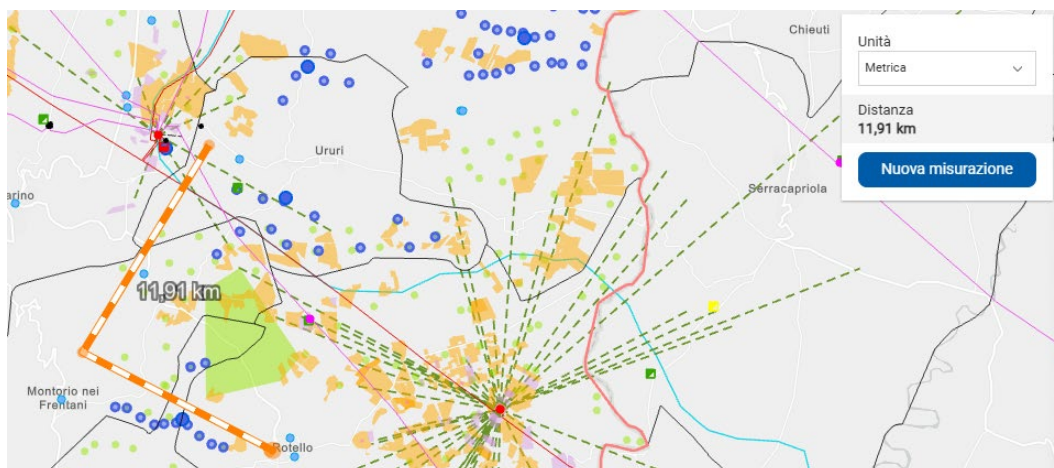 Chieuti
Unità
Metrica
Distanza
11,91 km
Nuova misurazione
Ururi
arino
Serracapriola
11,91 km
Montorio nei
Frentani
Rotello